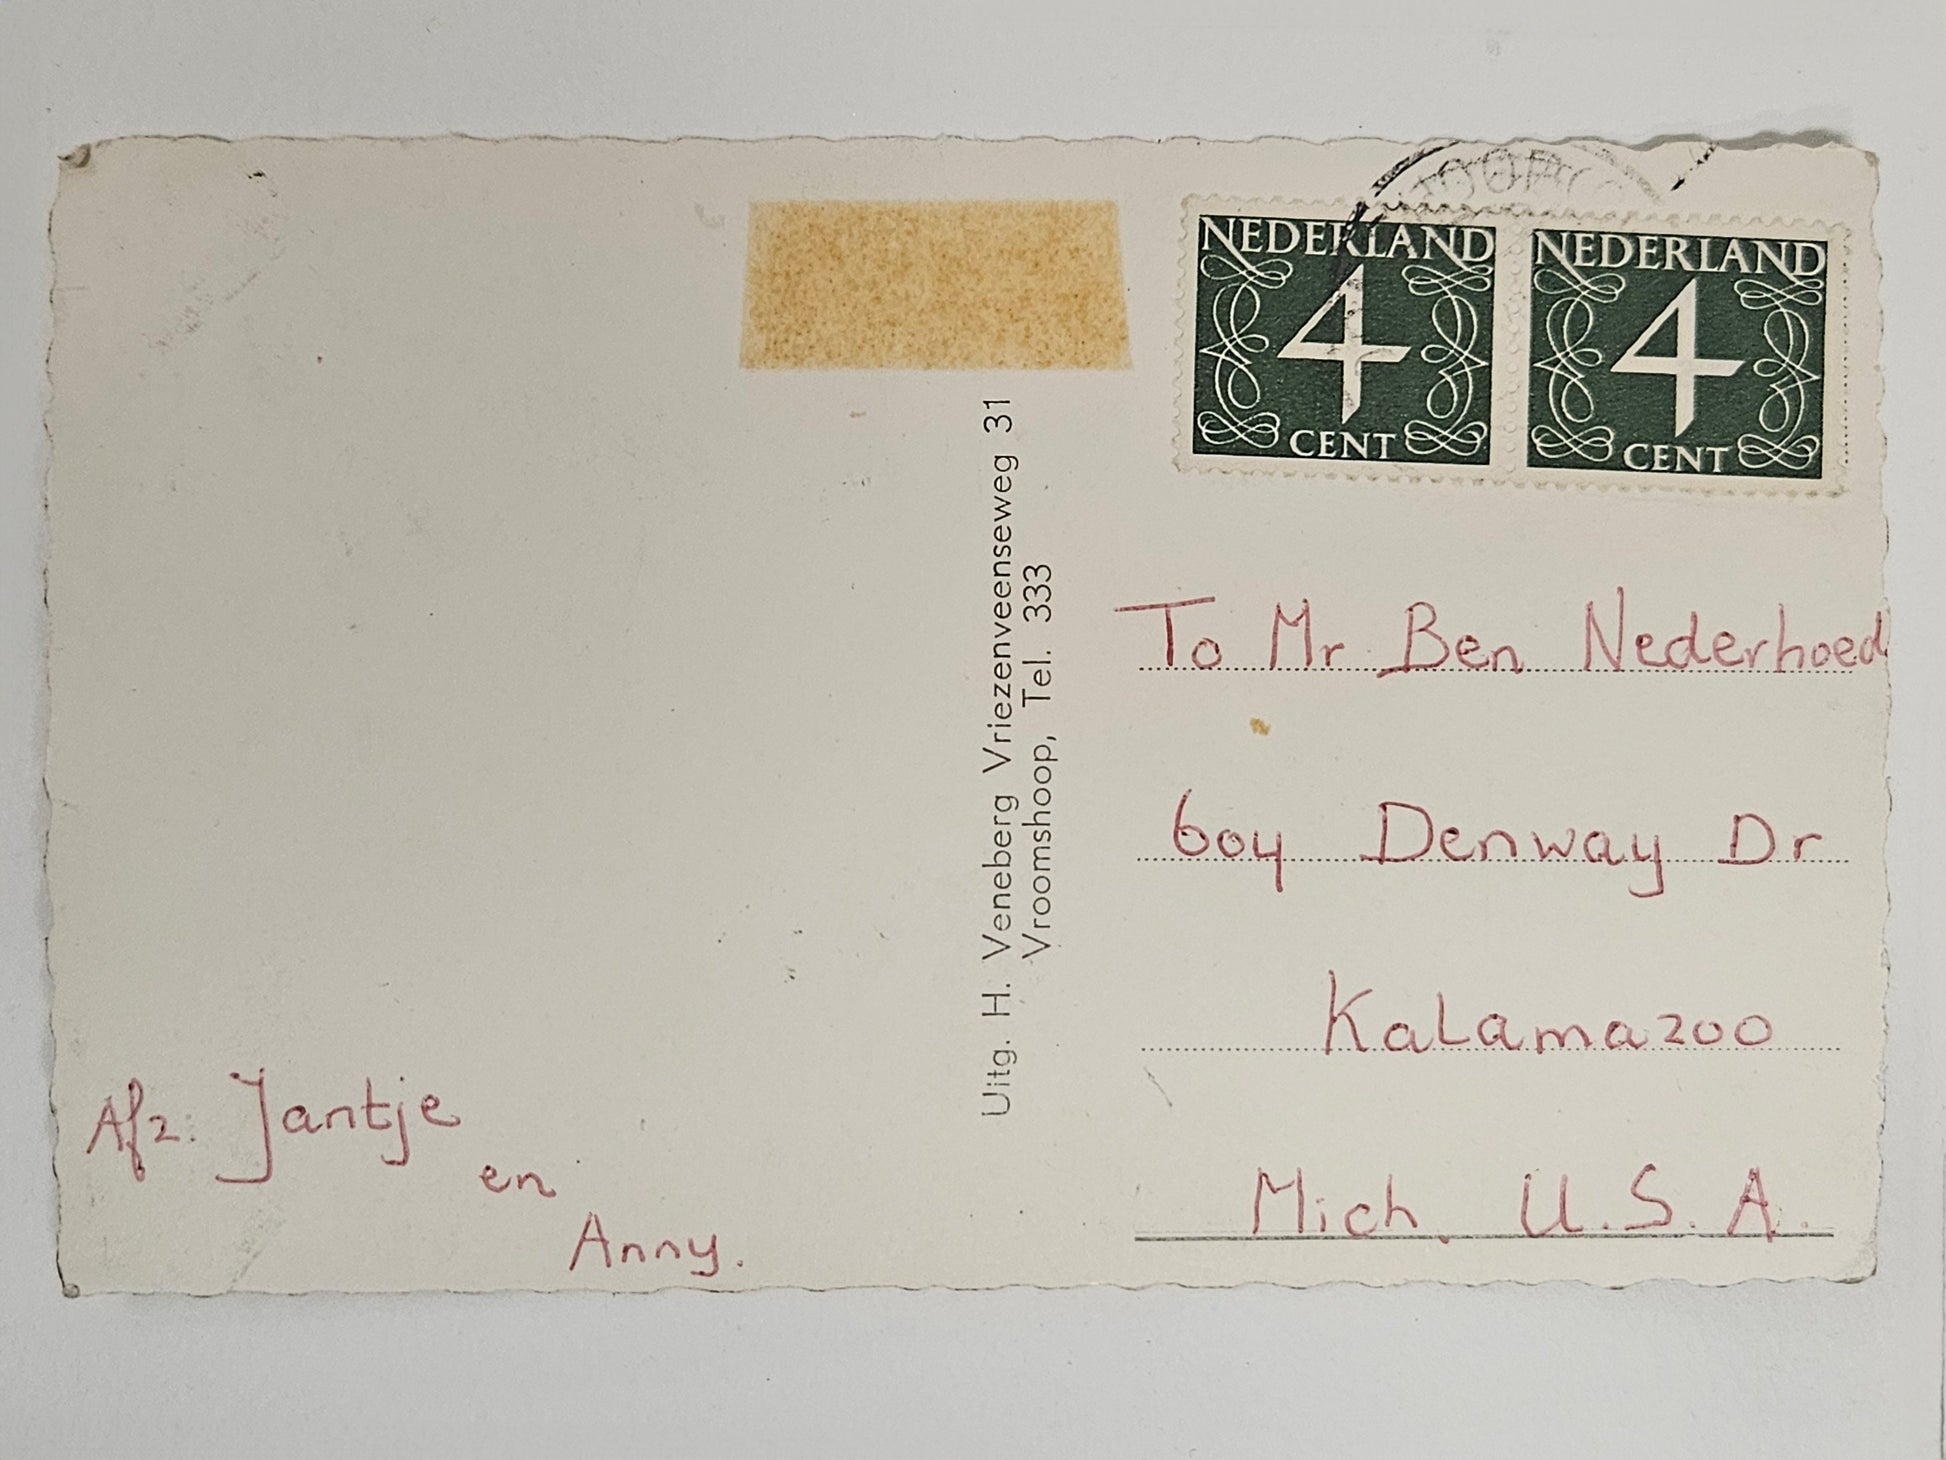 NEDERLAND
4
CENT
NEDERLAND
4
CENT
Uitg. H. Veneberg Vriezenveenseweg 31
Vroomshoop, Tel. 333
To Mr Ben Nederhoed
604 Denway Dr
Kalamazoo
Mich. U.S.A.
Afz. Jantje
en
Anny.